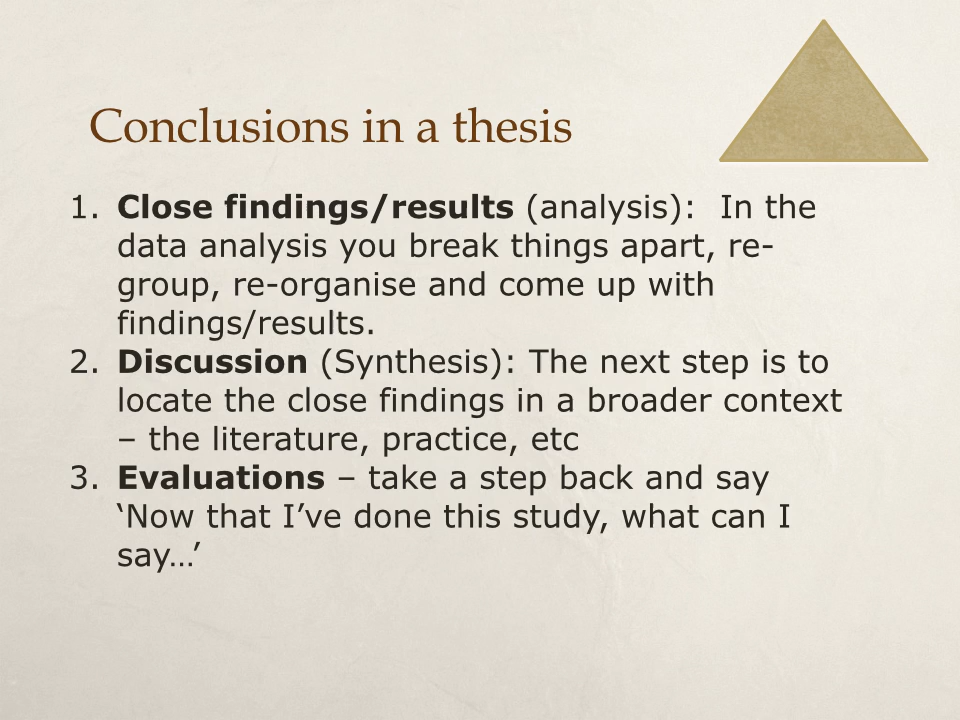 Conclusions in a thesis
1. Close findings/results (analysis):  In the
data analysis you break things apart, re-
group, re-organise and come up with
findings/results.
2. Discussion (Synthesis): The next step is to
locate the close findings in a broader context
– the literature, practice, etc
3. Evaluations – take a step back and say
‘Now that I’ve done this study, what can I
say…’